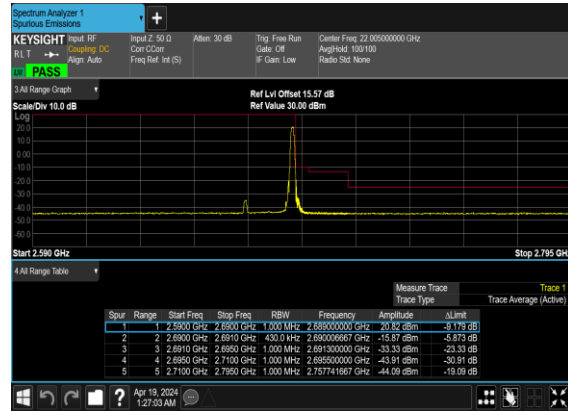 Spectrum Analyzer 1
Spurious Emissions
+
KEYSIGHT Input: RF Input Z: 50 Ω Atten: 30 dB Trig: Free Run Center Freq: 22.005000000 GHz
RLT Coupling: DC Corr CCorr Gate: Off Avg|Hold: 100/100
Align: Auto Freq Ref: Int (S) IF Gain: Low Radio Std: None
LXI PASS
3 All Range Graph
Ref Lvl Offset 15.57 dB
Scale/Div 10.0 dB Ref Value 30.00 dBm
Log
20.0
10.0
0.00
-10.0
-20.0
-30.0
-40.0
-50.0
-60.0
Start 2.590 GHz Stop 2.795 GHz
4 All Range Table
Measure Trace Trace 1
Trace Type Trace Average (Active)
Spur Range Start Freq Stop Freq RBW Frequency Amplitude ΔLimit
1 1 2.5900 GHz 2.6900 GHz 1.000 MHz 2.689000000 GHz 20.82 dBm -9.179 dB
2 2 2.6900 GHz 2.6910 GHz 430.0 kHz 2.690006667 GHz -15.87 dBm -5.873 dB
3 3 2.6910 GHz 2.6950 GHz 1.000 MHz 2.691300000 GHz -33.33 dBm -23.33 dB
4 4 2.6950 GHz 2.7100 GHz 1.000 MHz 2.695500000 GHz -43.91 dBm -30.91 dB
5 5 2.7100 GHz 2.7950 GHz 1.000 MHz 2.757741667 GHz -44.09 dBm -19.09 dB
? Apr 19, 2024
1:27:03 AM